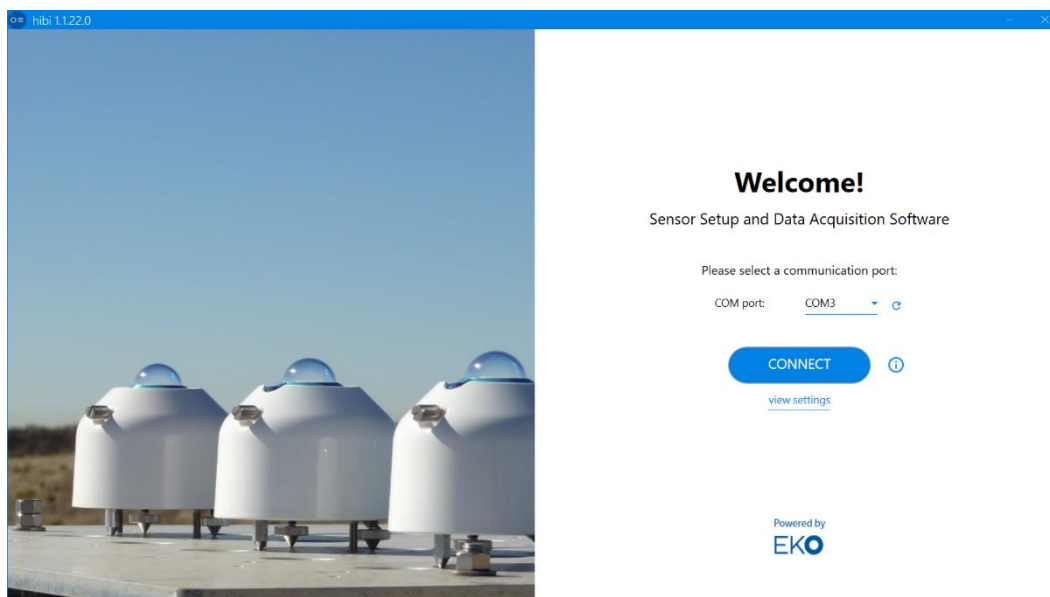 hibi 1.1.22.0
Welcome!
Sensor Setup and Data Acquisition Software
Please select a communication port:
COM port: COM3
CONNECT
view settings
Powered by
EKO